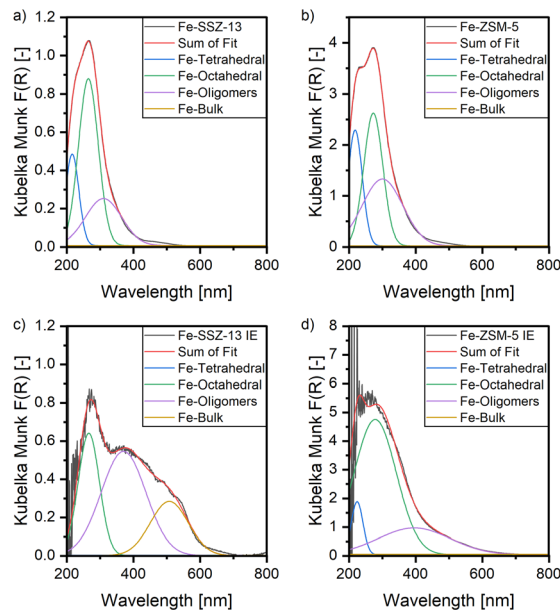 a)
Fe-SSZ-13
Sum of Fit
Fe-Tetrahedral
Fe-Octahedral
Fe-Oligomers
Fe-Bulk
Kubelka Munk F(R) [-]
1.2
1.0
0.8
0.6
0.4
0.2
0.0
200 400 600 800
Wavelength [nm]
b)
Fe-ZSM-5
Sum of Fit
Fe-Tetrahedral
Fe-Octahedral
Fe-Oligomers
Fe-Bulk
Kubelka Munk F(R) [-]
4
3
2
1
0
200 400 600 800
Wavelength [nm]
c)
Fe-SSZ-13 IE
Sum of Fit
Fe-Tetrahedral
Fe-Octahedral
Fe-Oligomers
Fe-Bulk
Kubelka Munk F(R) [-]
1.2
1.0
0.8
0.6
0.4
0.2
0.0
200 400 600 800
Wavelength [nm]
d)
Fe-ZSM-5 IE
Sum of Fit
Fe-Tetrahedral
Fe-Octahedral
Fe-Oligomers
Fe-Bulk
Kubelka Munk F(R) [-]
8
7
6
5
4
3
2
1
0
200 400 600 800
Wavelength [nm]